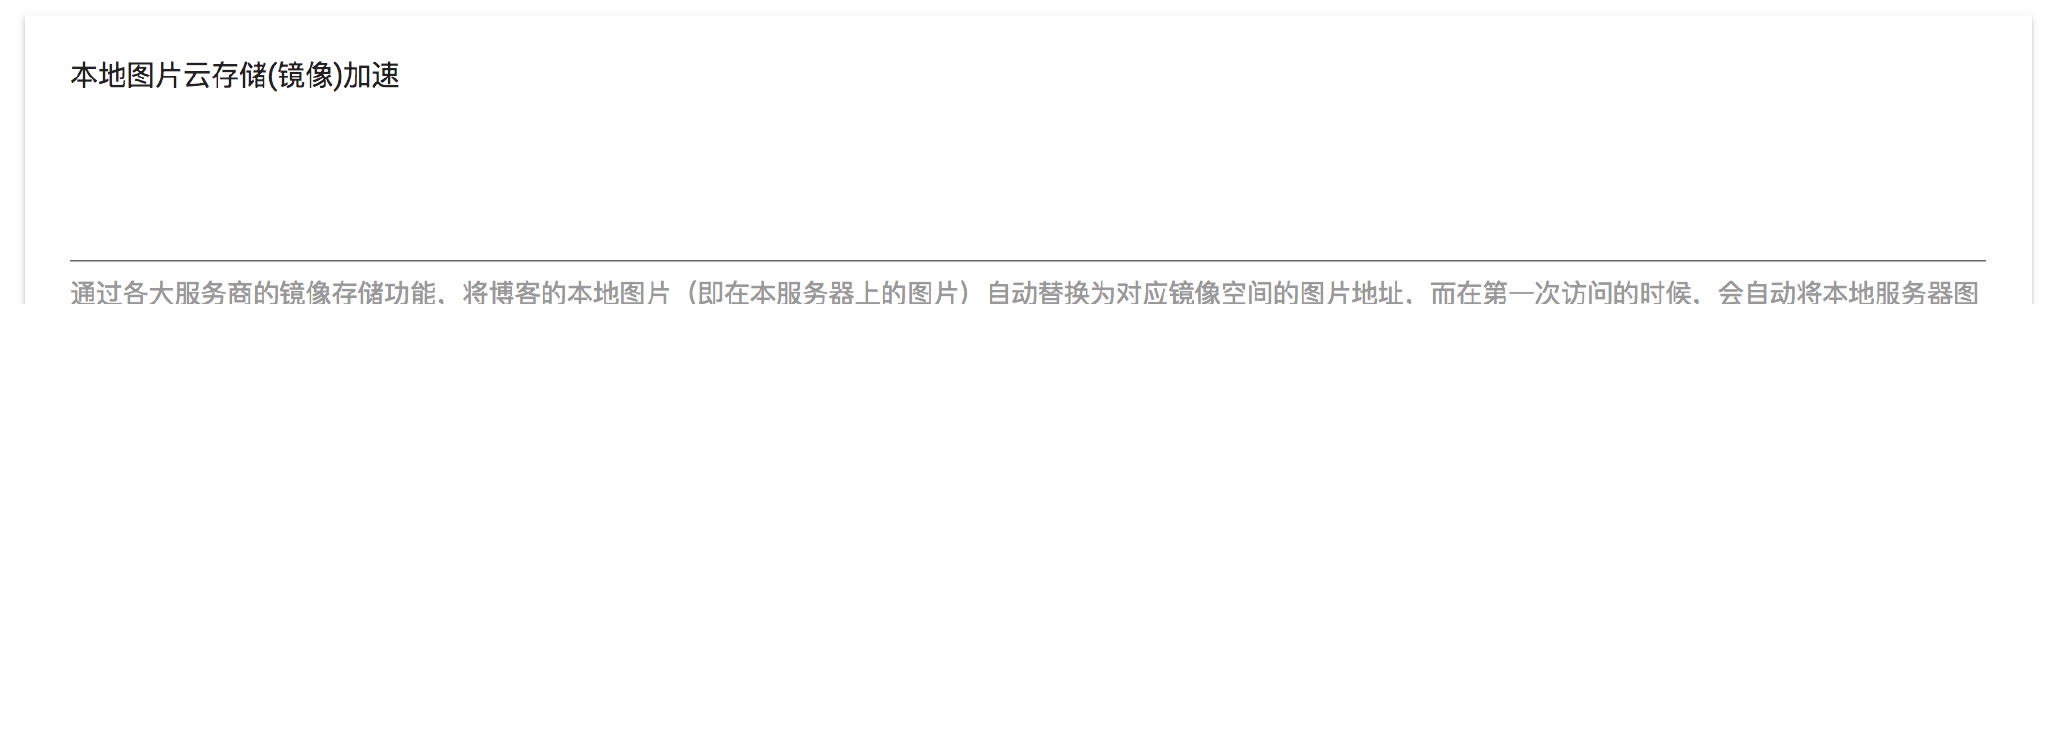 本地图片云存储(镜像)加速
通过各大服务商的镜像存储功能，将博客的本地图片（即在本服务器上的图片）自动替换为对应镜像空间的图片地址，而在第一次访问的时候，会自动将本地服务器图